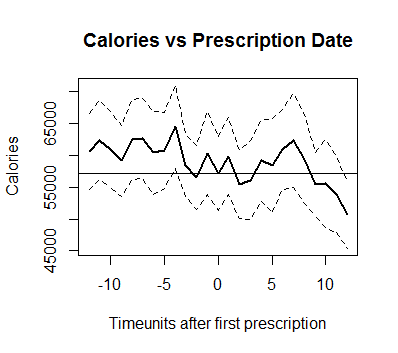 Calories vs Prescription Date
Calories
65000
55000
45000
-10 -5 0 5 10
Timeunits after first prescription